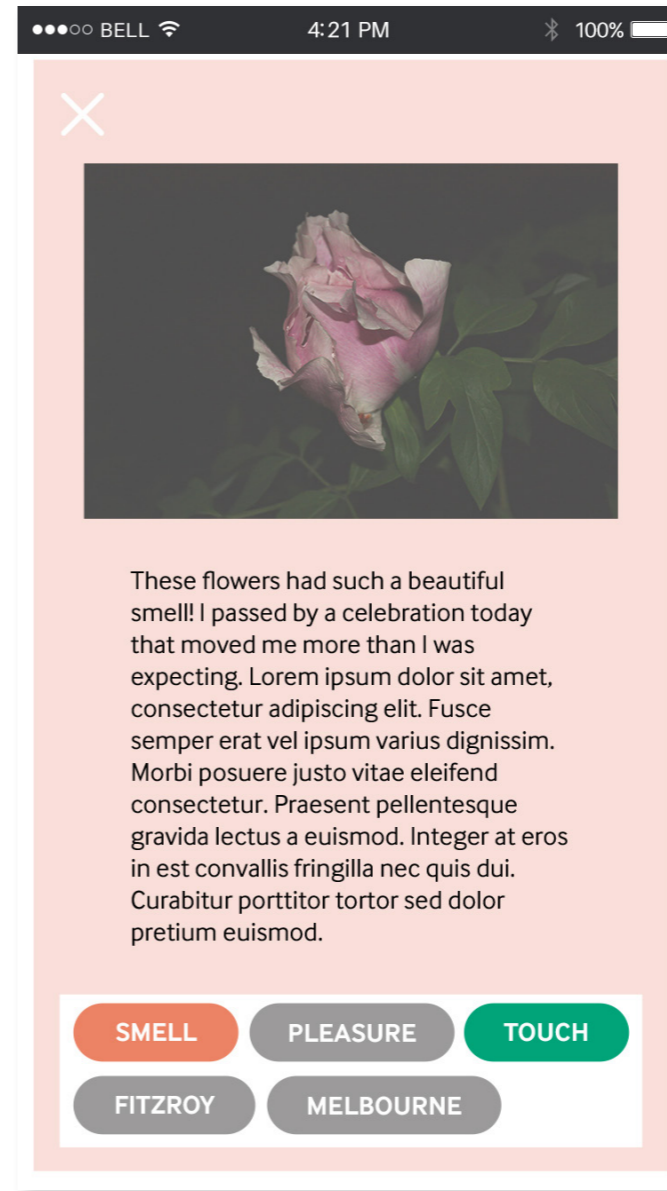 BELL 4:21 PM 100%
These flowers had such a beautiful
smell! I passed by a celebration today
that moved me more than I was
expecting. Lorem ipsum dolor sit amet,
consectetur adipiscing elit. Fusce
semper erat vel ipsum varius dignissim.
Morbi posuere justo vitae eleifend
consectetur. Praesent pellentesque
gravida lectus a euismod. Integer at eros
in est convallis fringilla nec quis dui.
Curabitur porttitor tortor sed dolor
pretium euismod.
SMELL PLEASURE TOUCH
FITZROY MELBOURNE